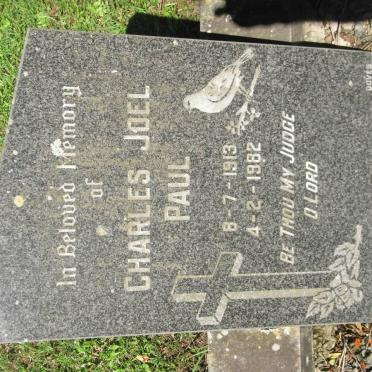 In Beloved Memory
of
CHARLES JOEL
PAUL
8-7-1913
4-2-1982
BE THOU MY JUDGE
O LORD